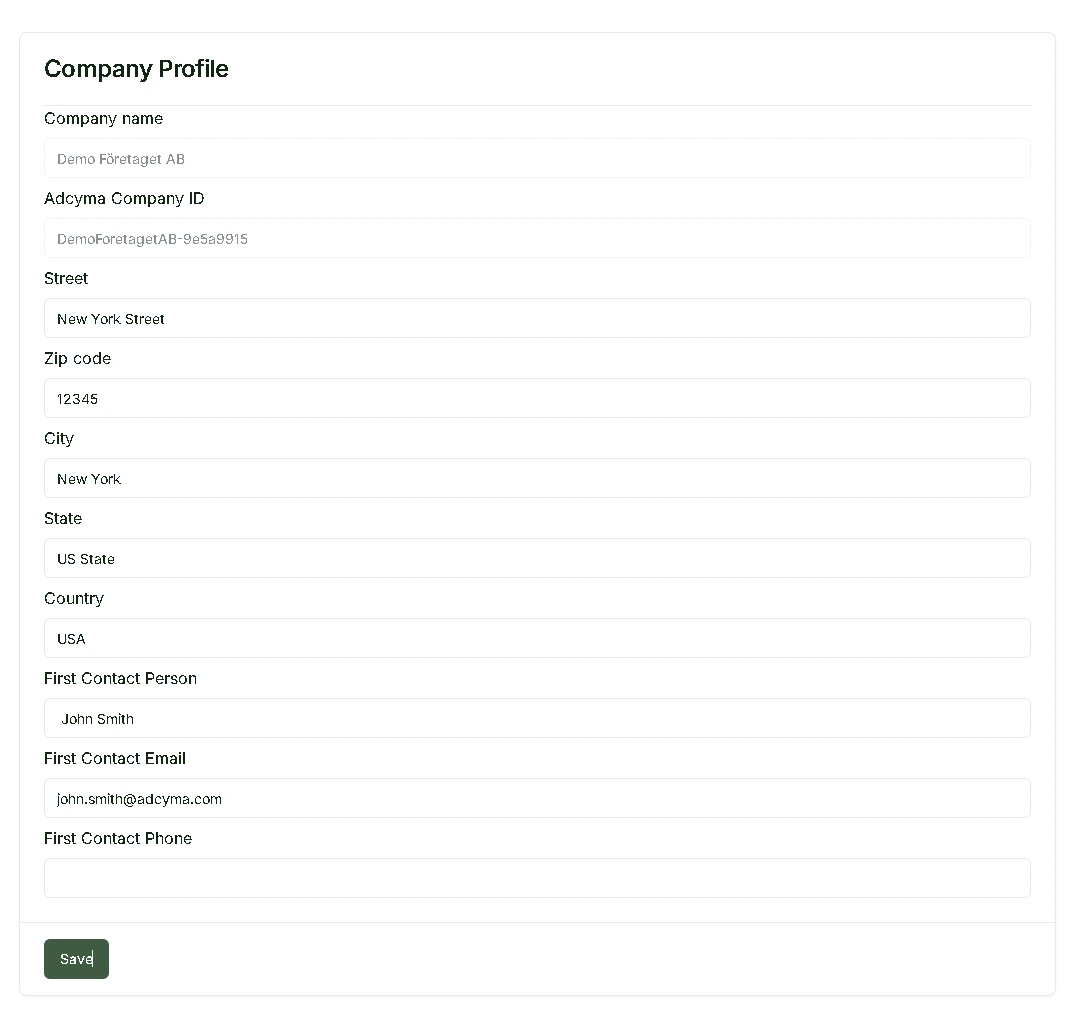 Company Profile
Company name
Demo Företaget AB
Adcyma Company ID
DemoForetagetAB-9e5a9915
Street
New York Street
Zip code
12345
City
New York
State
US State
Country
USA
First Contact Person
John Smith
First Contact Email
john.smith@adcyma.com
First Contact Phone
Save